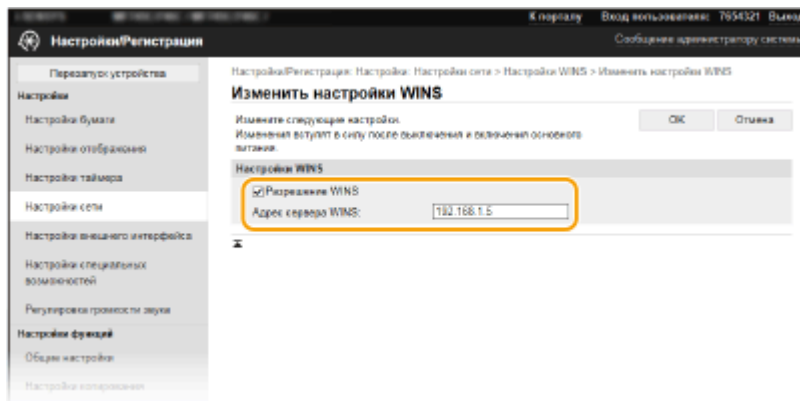 К порталу Вход пользователя: 7654321 Выход
Настройки/Регистрация
Сообщение администратору системы
Перезапуск устройства
Настройки
Настройки бумаги
Настройки отображения
Настройки таймера
Настройки сети
Настройки внешнего интерфейса
Настройки специальных
возможностей
Регулировка громкости звука
Настройки функций
Общие настройки
Настройки копирования
Настройки/Регистрация: Настройки: Настройки сети > Настройки WINS > Изменить настройки WINS
Изменить настройки WINS
Измените следующие настройки.
Изменения вступят в силу после выключения и включения основного
питания.
OK Отмена
Настройки WINS
Разрешение WINS
Адрес сервера WINS: 192.168.1.5